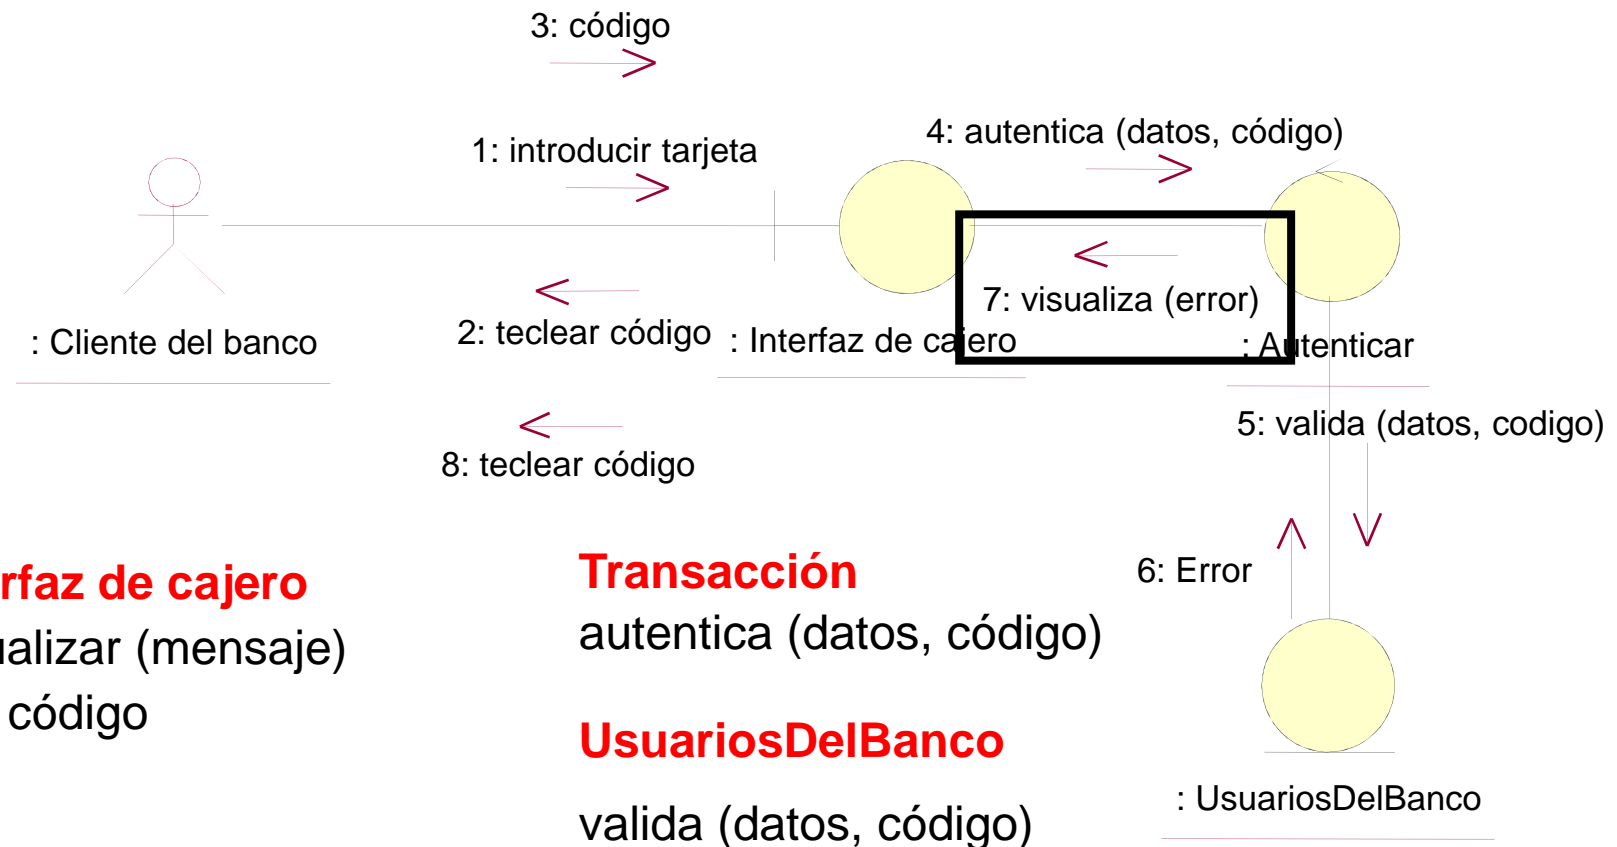 3: código
4: autentica (datos, código)
1: introducir tarjeta
7: visualiza (error)
2: teclear código
: Cliente del banco
: Interfaz de cajero
: Autenticar
5: valida (datos, codigo)
8: teclear código
6: Error
rfaz de cajero
ualizar (mensaje)
código
Transacción
autentica (datos, código)
UsuariosDelBanco
valida (datos, código)
: UsuariosDelBanco